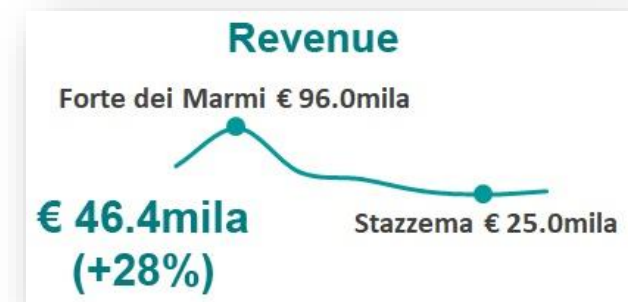 Revenue
Forte dei Marmi € 96.0mila
€ 46.4mila
(+28%)
Stazzema € 25.0mila